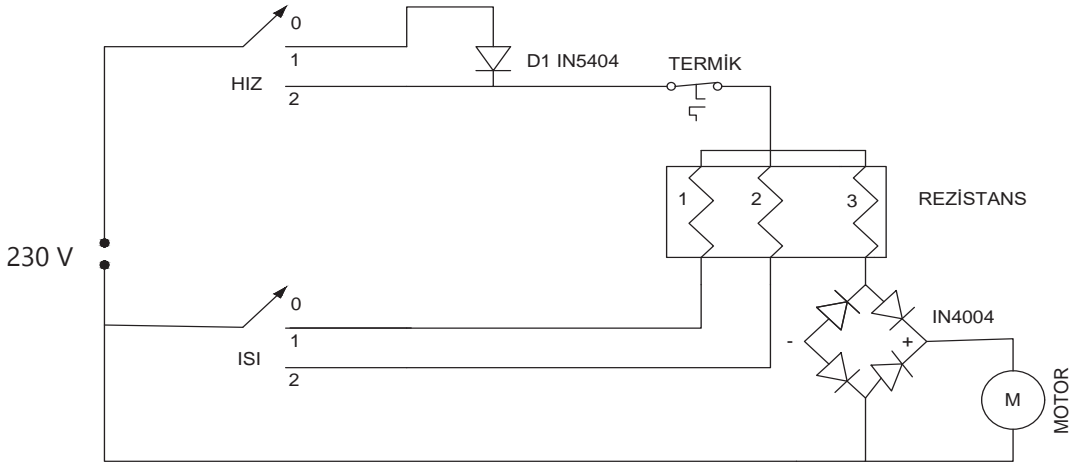 0
1
HIZ
2
D1 IN5404
TERMİK
1
2
3
REZİSTANS
230 V
0
1
ISI
2
IN4004
-
+
M
MOTOR